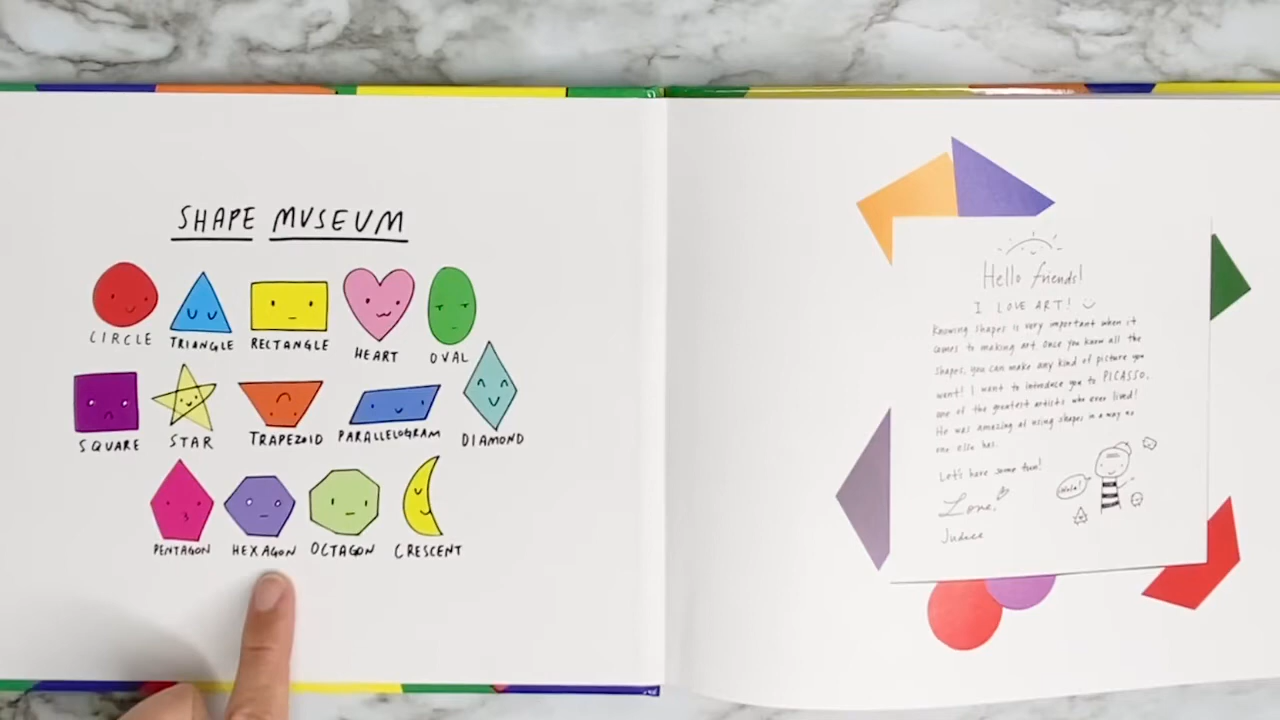 SHAPE MUSEUM
CIRCLE TRIANGLE RECTANGLE HEART OVAL
SQUARE STAR TRAPEZOID PARALLELOGRAM DIAMOND
PENTAGON HEXAGON OCTAGON CRESCENT
Hello friends!
I LOVE ART!
Knowing shapes is very important when it
comes to making art. Once you know all the
shapes, you can make any kind of picture you
want! I want to introduce you to PICASSO,
one of the greatest artists who ever lived!
He was amazing at using shapes in a way no
one else has.
Let's have some fun!
Love,
Judice
Hola!